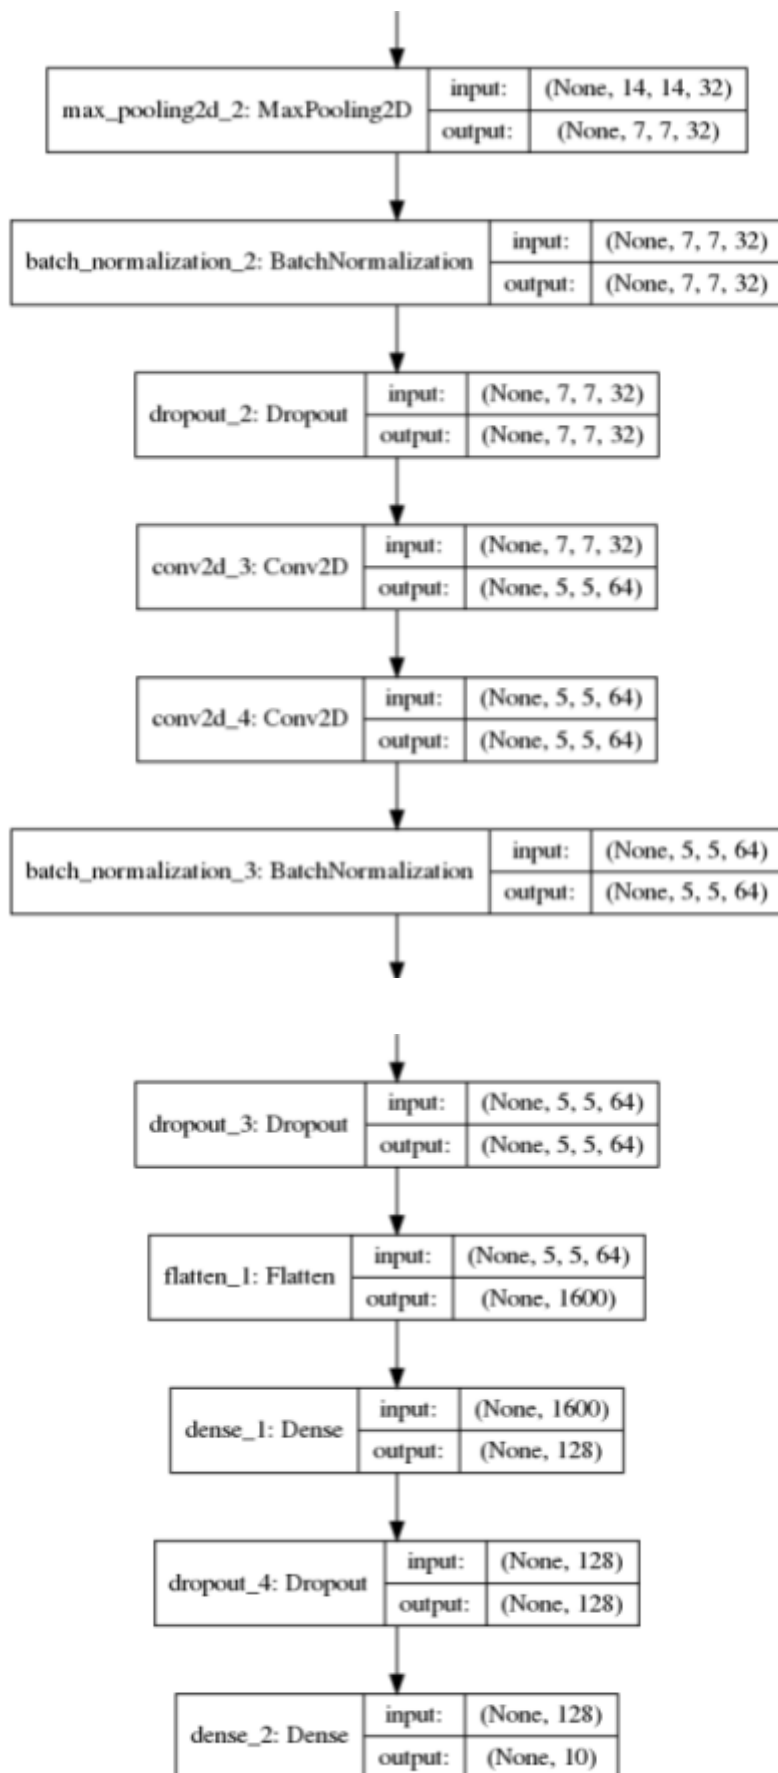 max_pooling2d_2: MaxPooling2D
input: (None, 14, 14, 32)
output: (None, 7, 7, 32)
batch_normalization_2: BatchNormalization
input: (None, 7, 7, 32)
output: (None, 7, 7, 32)
dropout_2: Dropout
input: (None, 7, 7, 32)
output: (None, 7, 7, 32)
conv2d_3: Conv2D
input: (None, 7, 7, 32)
output: (None, 5, 5, 64)
conv2d_4: Conv2D
input: (None, 5, 5, 64)
output: (None, 5, 5, 64)
batch_normalization_3: BatchNormalization
input: (None, 5, 5, 64)
output: (None, 5, 5, 64)
dropout_3: Dropout
input: (None, 5, 5, 64)
output: (None, 5, 5, 64)
flatten_1: Flatten
input: (None, 5, 5, 64)
output: (None, 1600)
dense_1: Dense
input: (None, 1600)
output: (None, 128)
dropout_4: Dropout
input: (None, 128)
output: (None, 128)
dense_2: Dense
input: (None, 128)
output: (None, 10)